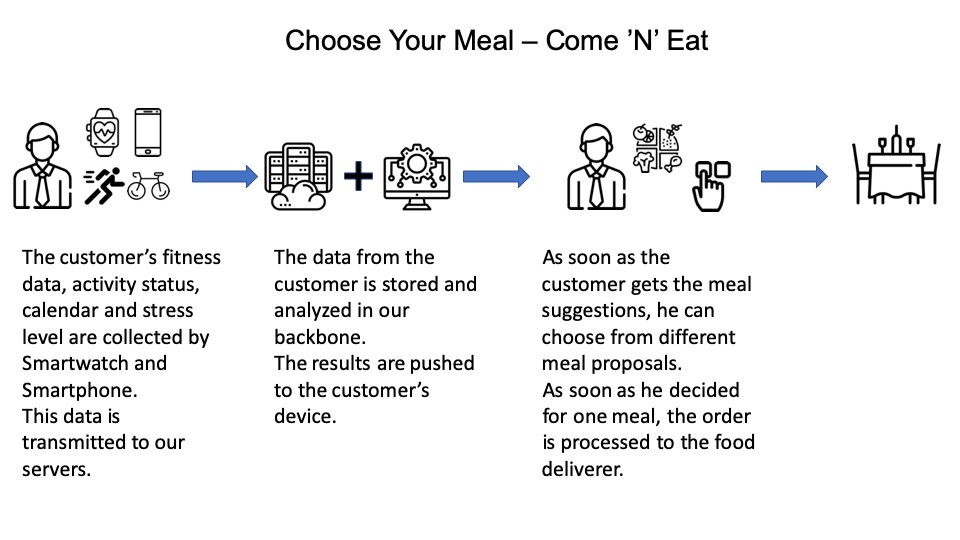 Choose Your Meal – Come ’N’ Eat
The customer’s fitness
data, activity status,
calendar and stress
level are collected by
Smartwatch and
Smartphone.
This data is
transmitted to our
servers.
The data from the
customer is stored and
analyzed in our
backbone.
The results are pushed
to the customer’s
device.
As soon as the
customer gets the meal
suggestions, he can
choose from different
meal proposals.
As soon as he decided
for one meal, the order
is processed to the food
deliverer.